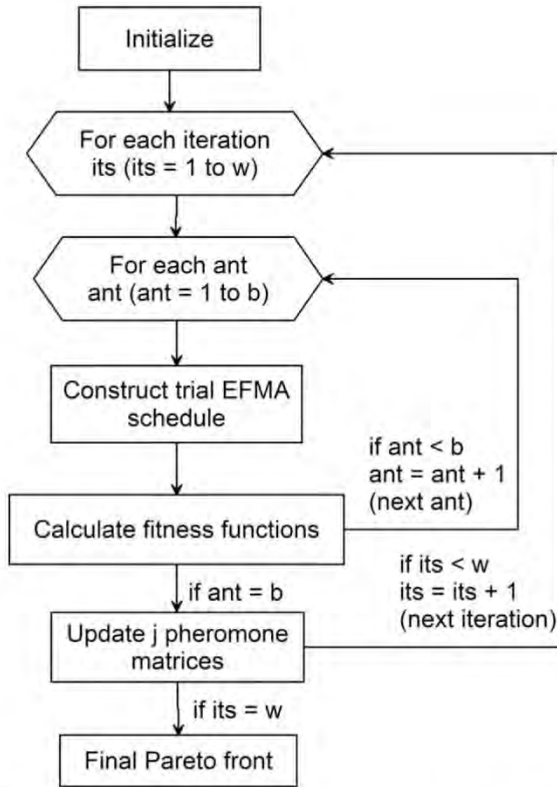 Initialize
For each iteration
its (its = 1 to w)
For each ant
ant (ant = 1 to b)
Construct trial EFMA
schedule
if ant < b
ant = ant + 1
(next ant)
Calculate fitness functions
if ant = b
if its < w
its = its + 1
(next iteration)
Update j pheromone
matrices
if its = w
Final Pareto front